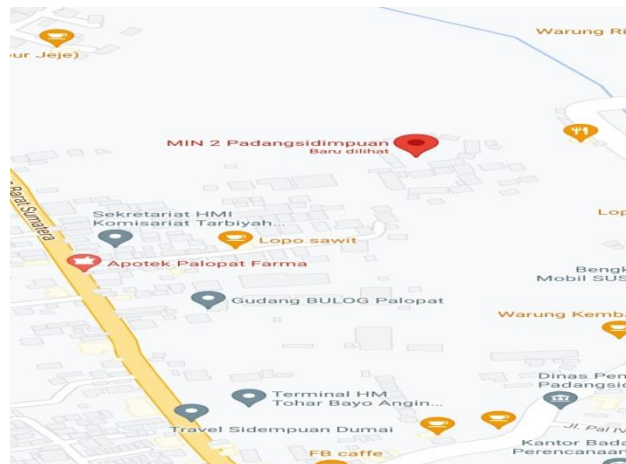 Warung Ri
ur Jeje)
MIN 2 Padangsidimpuan
Baru dilihat
Barat Sumatera
Sekretariat HMI
Komisariat Tarbiyah...
Lop
Lopo sawit
Apotek Palopat Farma
Bengk
Mobil SUS
Gudang BULOG Palopat
Warung Kemba
Dinas Pen
Padangsid
Terminal HM
Tohar Bayo Angin...
Travel Sidempuan Dumai
Jl. Pal IV
Kantor Bada
Perencanaan
FB caffe